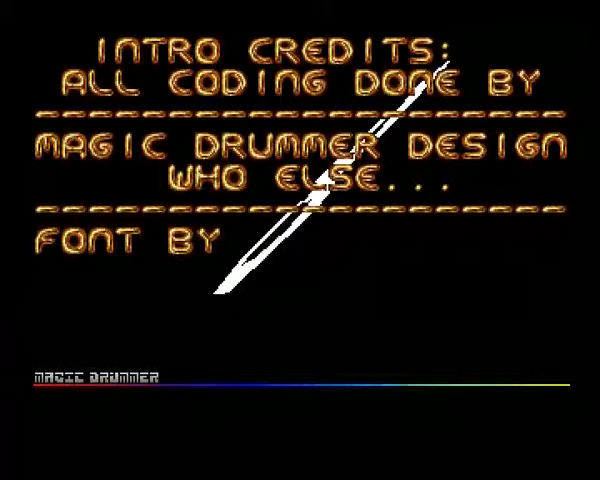 INTRO CREDITS:
ALL CODING DONE BY
--------------------
MAGIC DRUMMER DESIGN
WHO ELSE...
--------------------
FONT BY
MAGIC DRUMMER